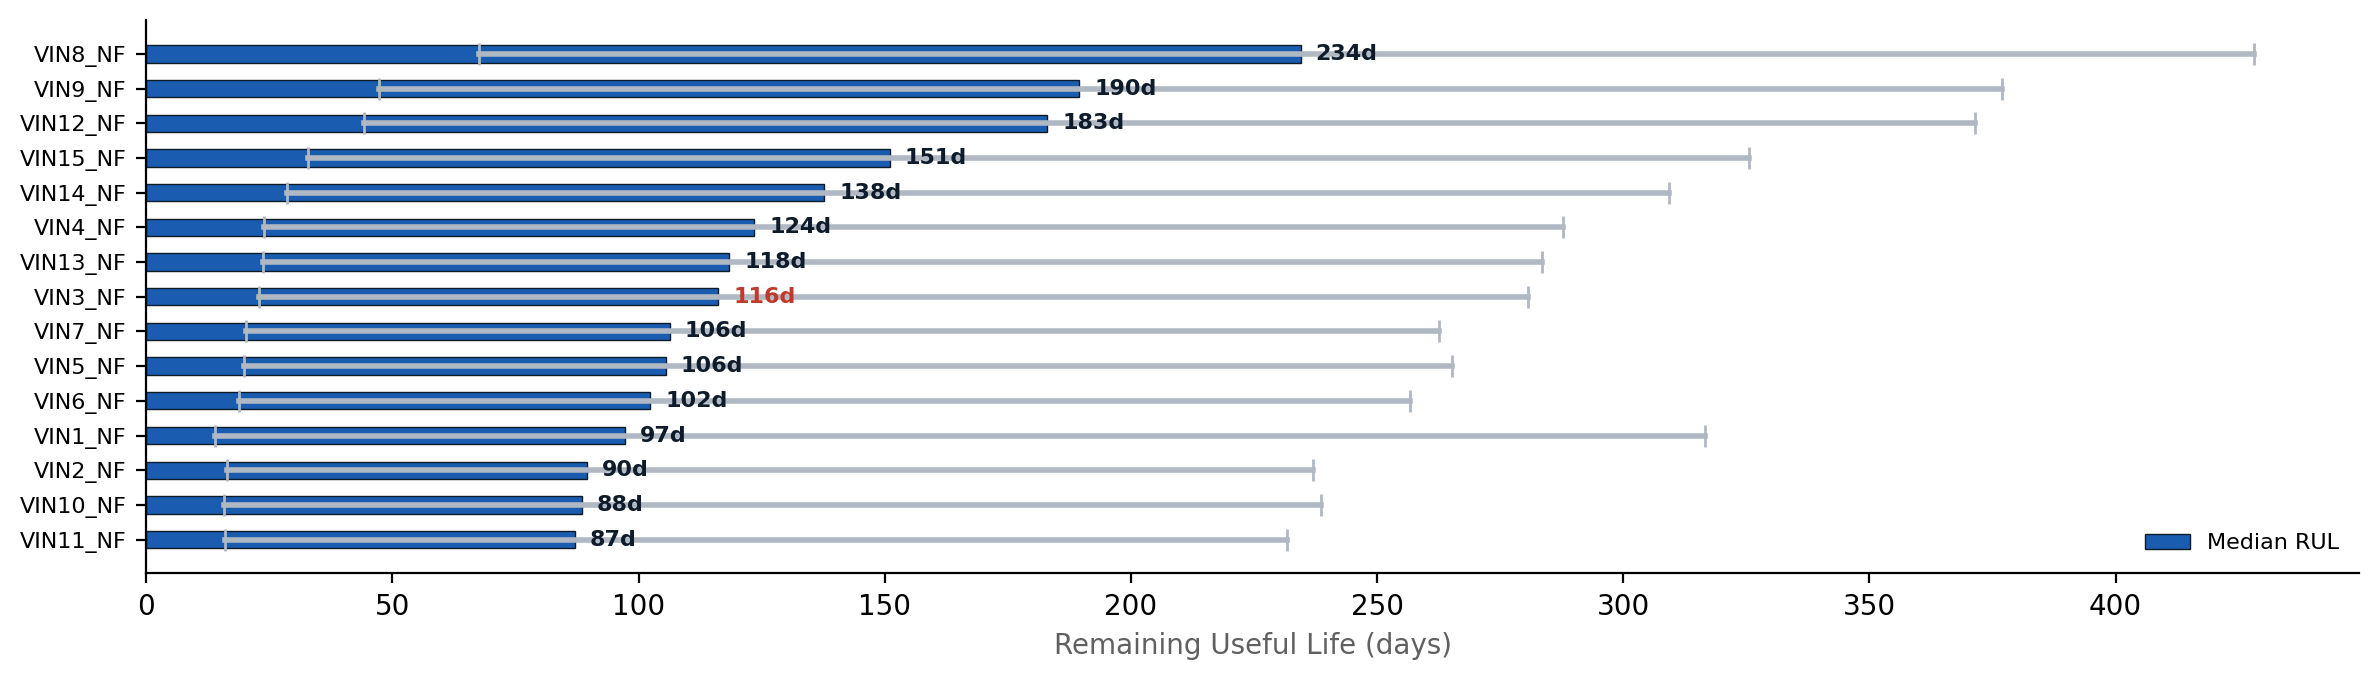 VIN8_NF 234d
VIN9_NF 190d
VIN12_NF 183d
VIN15_NF 151d
VIN14_NF 138d
VIN4_NF 124d
VIN13_NF 118d
VIN3_NF 116d
VIN7_NF 106d
VIN5_NF 106d
VIN6_NF 102d
VIN1_NF 97d
VIN2_NF 90d
VIN10_NF 88d
VIN11_NF 87d
Median RUL
0 50 100 150 200 250 300 350 400
Remaining Useful Life (days)